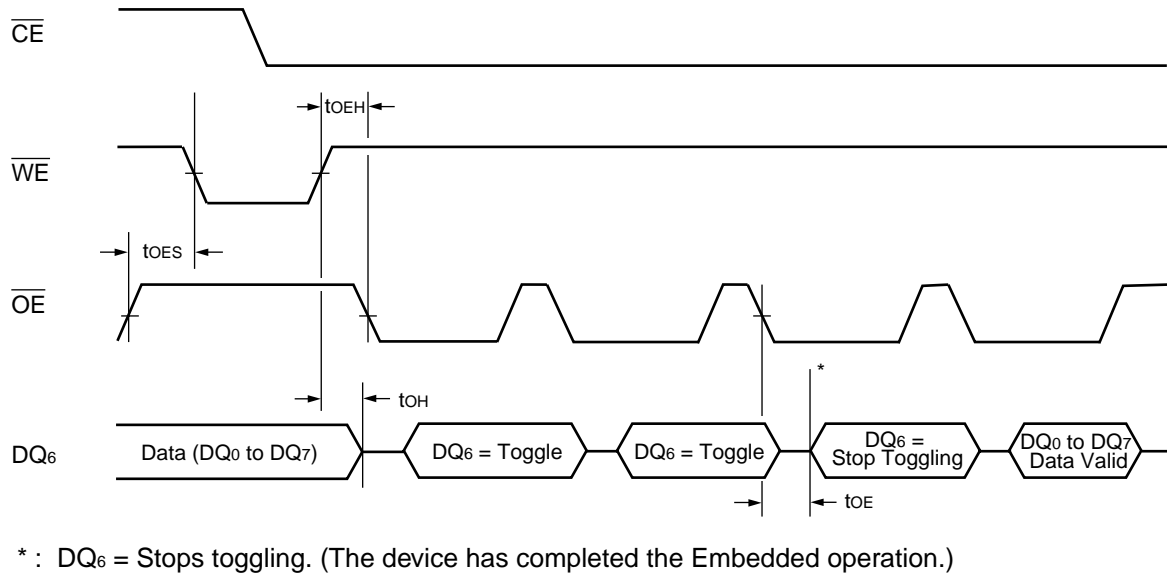 CE
tOEH
WE
tOES
OE
*
tOH
DQ6
Data (DQ0 to DQ7)
DQ6 = Toggle
DQ6 = Toggle
DQ6 =
Stop Toggling
DQ0 to DQ7
Data Valid
tOE
* : DQ6 = Stops toggling. (The device has completed the Embedded operation.)